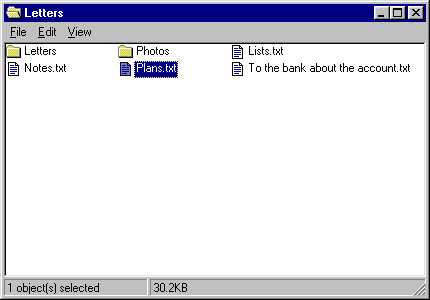 Letters
File Edit View
Letters Photos Lists.txt
Notes.txt Plans.txt To the bank about the account.txt
1 object(s) selected 30.2KB